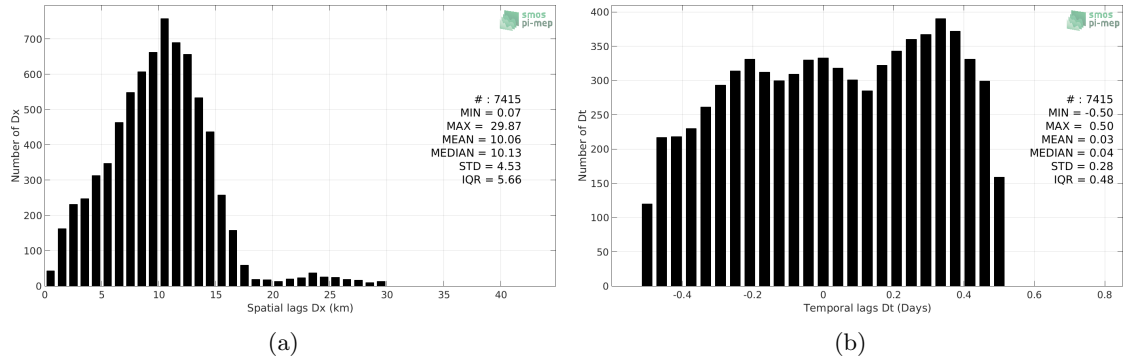 700
600
500
400
300
200
100
0
Number of Dx
smos
pi-mep
# : 7415
MIN = 0.07
MAX = 29.87
MEAN = 10.06
MEDIAN = 10.13
STD = 4.53
IQR = 5.66
0 5 10 15 20 25 30 35 40
Spatial lags Dx (km)
(a)
400
350
300
250
200
150
100
50
0
Number of Dt
smos
pi-mep
# : 7415
MIN = -0.50
MAX = 0.50
MEAN = 0.03
MEDIAN = 0.04
STD = 0.28
IQR = 0.48
-0.4 -0.2 0 0.2 0.4 0.6 0.8
Temporal lags Dt (Days)
(b)